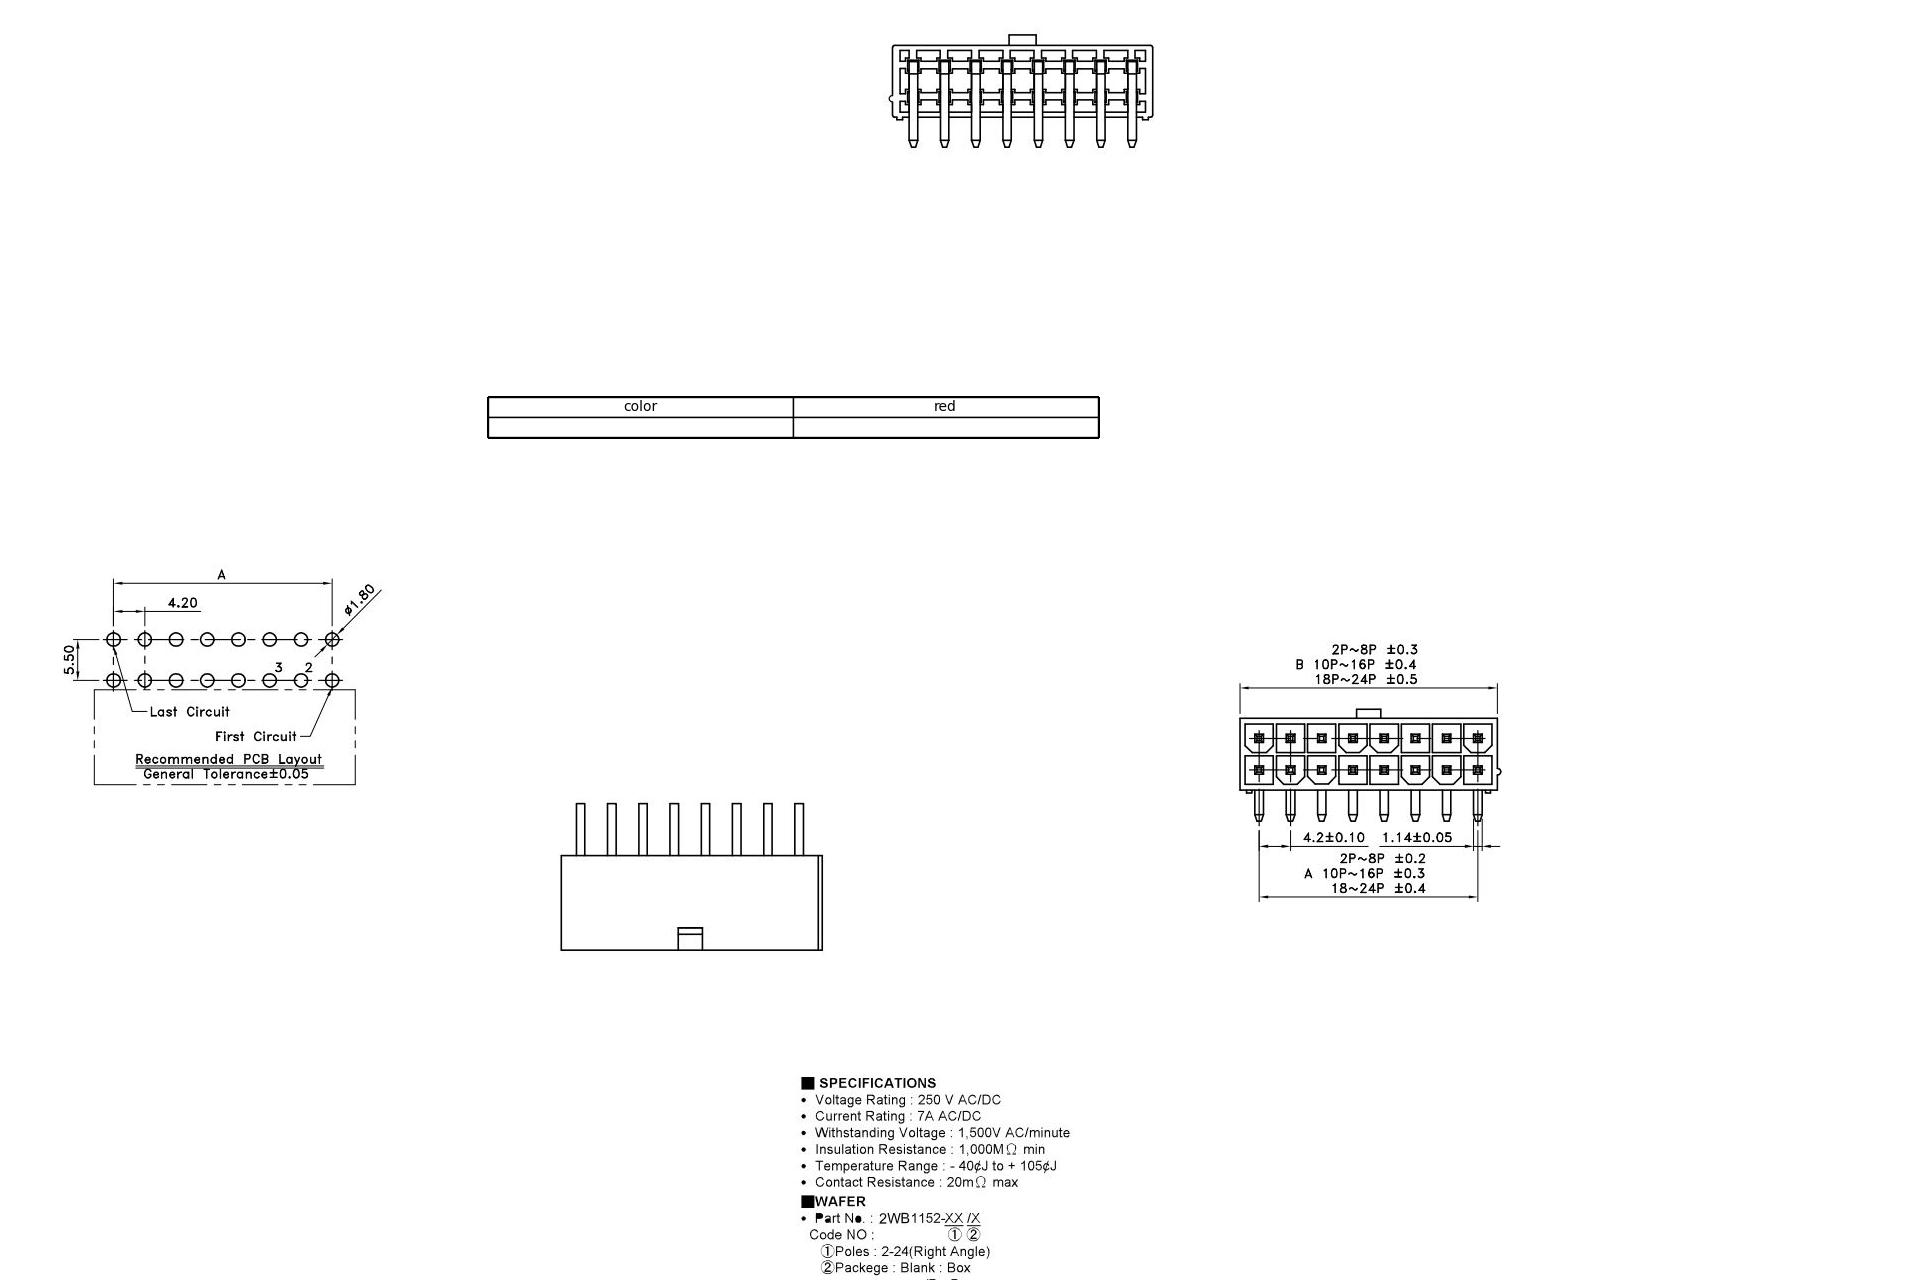 color red
A
4.20
ø1.80
5.50
3 2
Last Circuit
First Circuit
Recommended PCB Layout
General Tolerance±0.05
2P~8P ±0.3
B 10P~16P ±0.4
18P~24P ±0.5
4.2±0.10 1.14±0.05
2P~8P ±0.2
A 10P~16P ±0.3
18~24P ±0.4
■ SPECIFICATIONS
• Voltage Rating : 250 V AC/DC
• Current Rating : 7A AC/DC
• Withstanding Voltage : 1,500V AC/minute
• Insulation Resistance : 1,000MΩ min
• Temperature Range : - 40¢J to + 105¢J
• Contact Resistance : 20mΩ max
■WAFER
• Part No. : 2WB1152-XX /X
Code NO : ① ②
①Poles : 2-24(Right Angle)
②Packege : Blank : Box